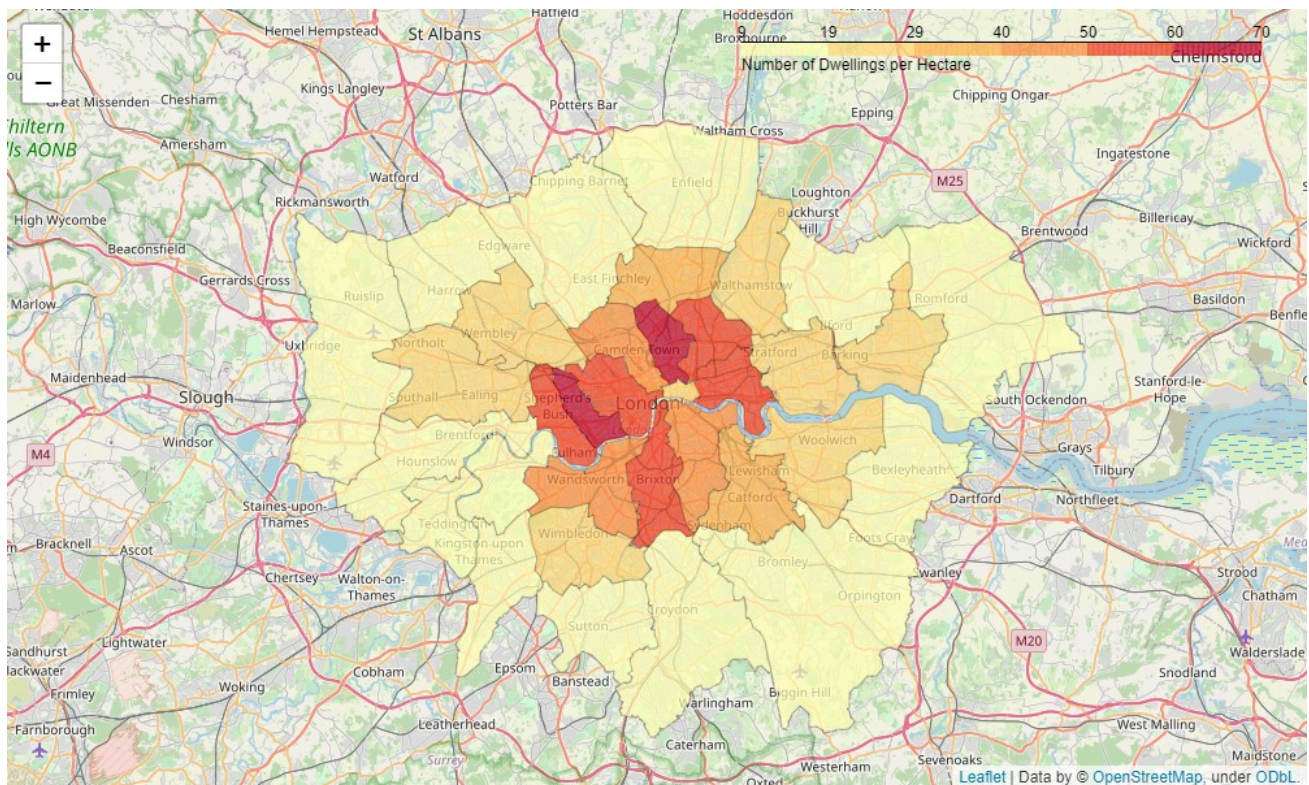 +
−
Hemel Hempstead
St Albans
Hatfield
Hoddesdon
Broxbourne
9 19 29 40 50 60 70
Number of Dwellings per Hectare
Chelmsford
Great Missenden
Chesham
Kings Langley
Potters Bar
Waltham Cross
Epping
Chipping Ongar
Chiltern
Amersham
Watford
Chipping Barnet
Enfield
Loughton
M25
Ingatestone
High Wycombe
Rickmansworth
Buckhurst
Hill
Billericay
Beaconsfield
Edgware
Brentwood
Wickford
Gerrards Cross
Ruislip
Harrow
East Finchley
Walthamstow
Romford
Marlow
Wembley
Ilford
Basildon
Uxbridge
Northolt
Camden Town
Stratford
Barking
Maidenhead
Slough
Southall
Ealing
Shepherd's
Bush
London
South Ockendon
Stanford-le-
Hope
M4
Windsor
Brentford
Hounslow
Fulham
Wandsworth
Brixton
Lewisham
Catford
Woolwich
Bexleyheath
Grays
Tilbury
Staines-upon-
Thames
Teddington
Kingston upon
Thames
Wimbledon
Sydenham
Dartford
Northfleet
Bracknell
Ascot
Foots Cray
Chertsey
Walton-on-
Thames
Bromley
Swanley
Strood
Chatham
Orpington
Croydon
Sutton
Sandhurst
Lightwater
Cobham
Epsom
Banstead
M20
Walderslade
Frimley
Woking
Warlingham
Biggin Hill
Snodland
Farnborough
Leatherhead
West Malling
Surrey
Caterham
Westerham
Sevenoaks
Maidstone
Oxted
Leaflet | Data by © OpenStreetMap, under ODbL.